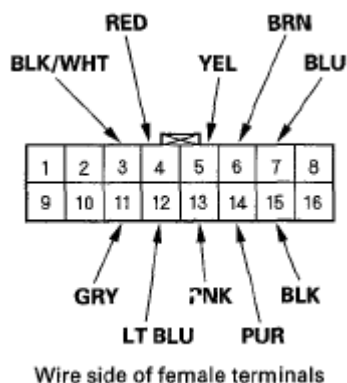 RED BRN
BLK/WHT YEL BLU
1 2 3 4 5 6 7 8
9 10 11 12 13 14 15 16
GRY PNK BLK
LT BLU PUR
Wire side of female terminals